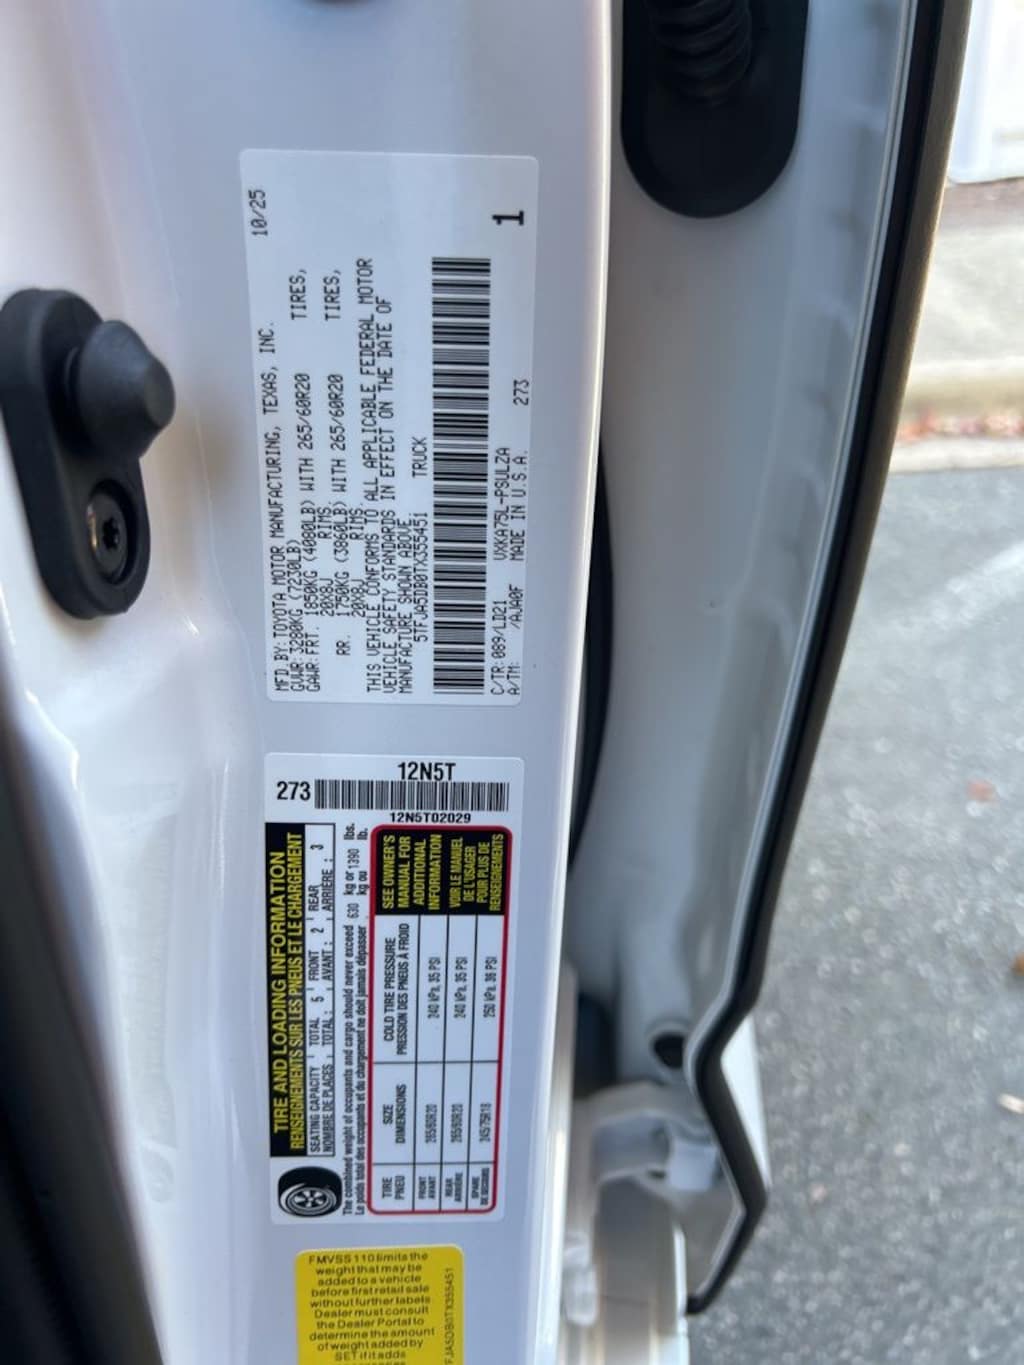 10/25
MFD.BY:TOYOTA MOTOR MANUFACTURING, TEXAS, INC.
GVWR:3280KG (7230LB)
GAWR:FRT. 1850KG (4080LB) WITH 265/60R20 TIRES,
20X8J RIMS.
RR. 1750KG (3860LB) WITH 265/60R20 TIRES,
20X8J RIMS.
THIS VEHICLE CONFORMS TO ALL APPLICABLE FEDERAL MOTOR
VEHICLE SAFETY STANDARDS IN EFFECT ON THE DATE OF
MANUFACTURE SHOWN ABOVE
5TFJA5DB0TX35545i TRUCK
1
C/TR:089/LD21 VXKA75L-PSULZA
A/TM: /AJA0F MADE IN U.S.A. 273
12N5T
273
12N5T02029
TIRE AND LOADING INFORMATION
RENSEIGNEMENTS SUR LES PNEUS ET LE CHARGEMENT
SEATING CAPACITY TOTAL 5 FRONT 2 REAR 3
NOMBRE DE PLACES TOTAL : AVANT : ARRIÈRE :
The combined weight of occupants and cargo should never exceed 630 kg or 1390 lbs.
Le poids total des occupants et du chargement ne doit jamais dépasser kg ou lb.
TIRE SIZE COLD TIRE PRESSURE
PNEU DIMENSIONS PRESSION DES PNEUS À FROID
FRONT AVANT 265/60R20 240 kPa, 35 PSI
REAR ARRIÈRE 265/60R20 240 kPa, 35 PSI
SPARE DE SECOURS 245/75R18 250 kPa, 36 PSI
SEE OWNER'S
MANUAL FOR
ADDITIONAL
INFORMATION
VOIR LE MANUEL
DE L'USAGER
POUR PLUS DE
RENSEIGNEMENTS
FMVSS 110 limits the
weight that may be
added to a vehicle
before first retail sale
without further labels.
Dealer must consult
the Dealer Portal to
determine the amount
of weight added by
SET if it adds
FJA5DB0TX355451